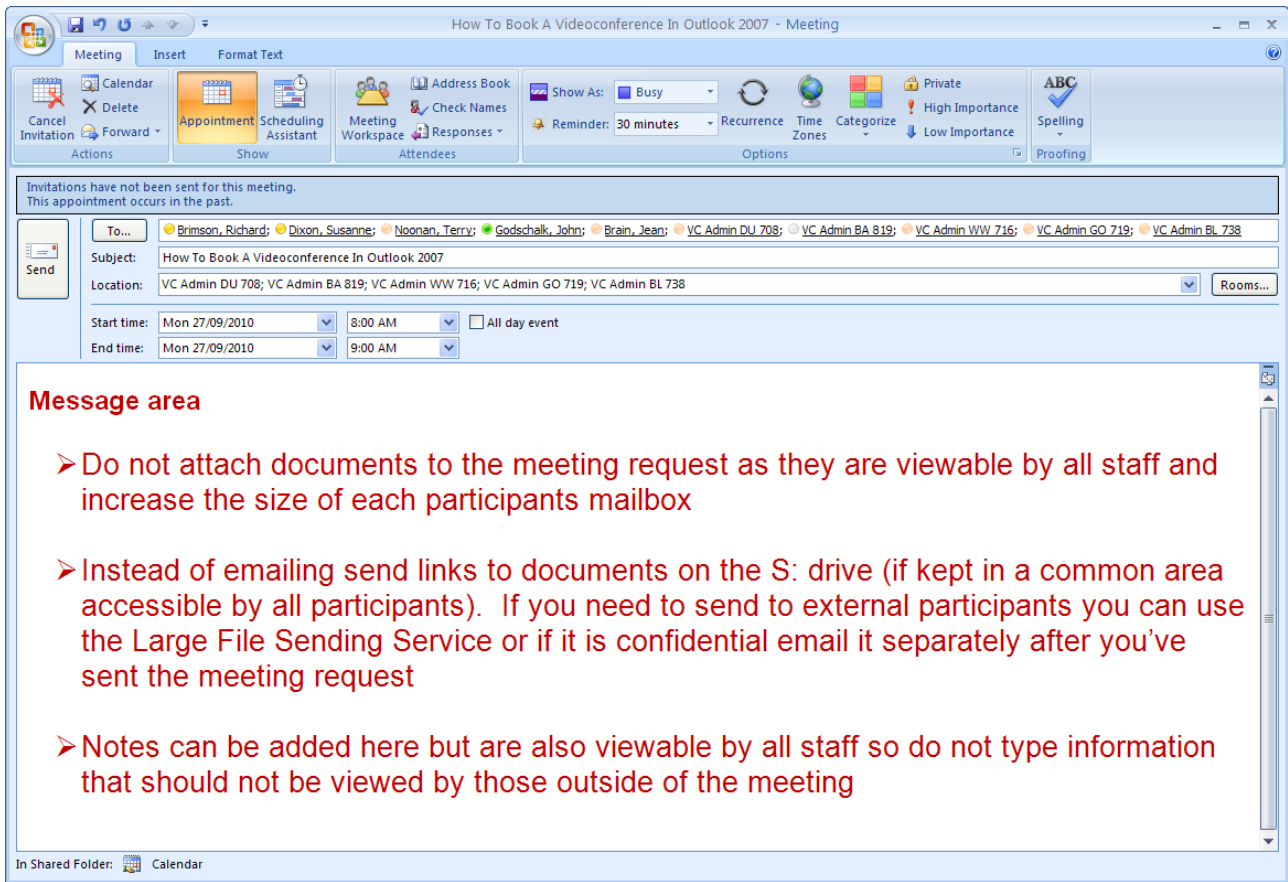 How To Book A Videoconference In Outlook 2007 - Meeting
Meeting Insert Format Text
Cancel Invitation
Calendar
Delete
Forward
Actions
Appointment
Scheduling Assistant
Show
Meeting Workspace
Address Book
Check Names
Responses
Attendees
Show As: Busy
Reminder: 30 minutes
Recurrence
Time Zones
Categorize
Private
High Importance
Low Importance
Options
ABC
Spelling
Proofing
Invitations have not been sent for this meeting.
This appointment occurs in the past.
Send
To... Brimson, Richard; Dixon, Susanne; Noonan, Terry; Godschalk, John; Brain, Jean; VC Admin DU 708; VC Admin BA 819; VC Admin WW 716; VC Admin GO 719; VC Admin BL 738
Subject: How To Book A Videoconference In Outlook 2007
Location: VC Admin DU 708; VC Admin BA 819; VC Admin WW 716; VC Admin GO 719; VC Admin BL 738 Rooms...
Start time: Mon 27/09/2010 8:00 AM All day event
End time: Mon 27/09/2010 9:00 AM
Message area
➢ Do not attach documents to the meeting request as they are viewable by all staff and
increase the size of each participants mailbox
➢ Instead of emailing send links to documents on the S: drive (if kept in a common area
accessible by all participants).  If you need to send to external participants you can use
the Large File Sending Service or if it is confidential email it separately after you’ve
sent the meeting request
➢ Notes can be added here but are also viewable by all staff so do not type information
that should not be viewed by those outside of the meeting
In Shared Folder: Calendar